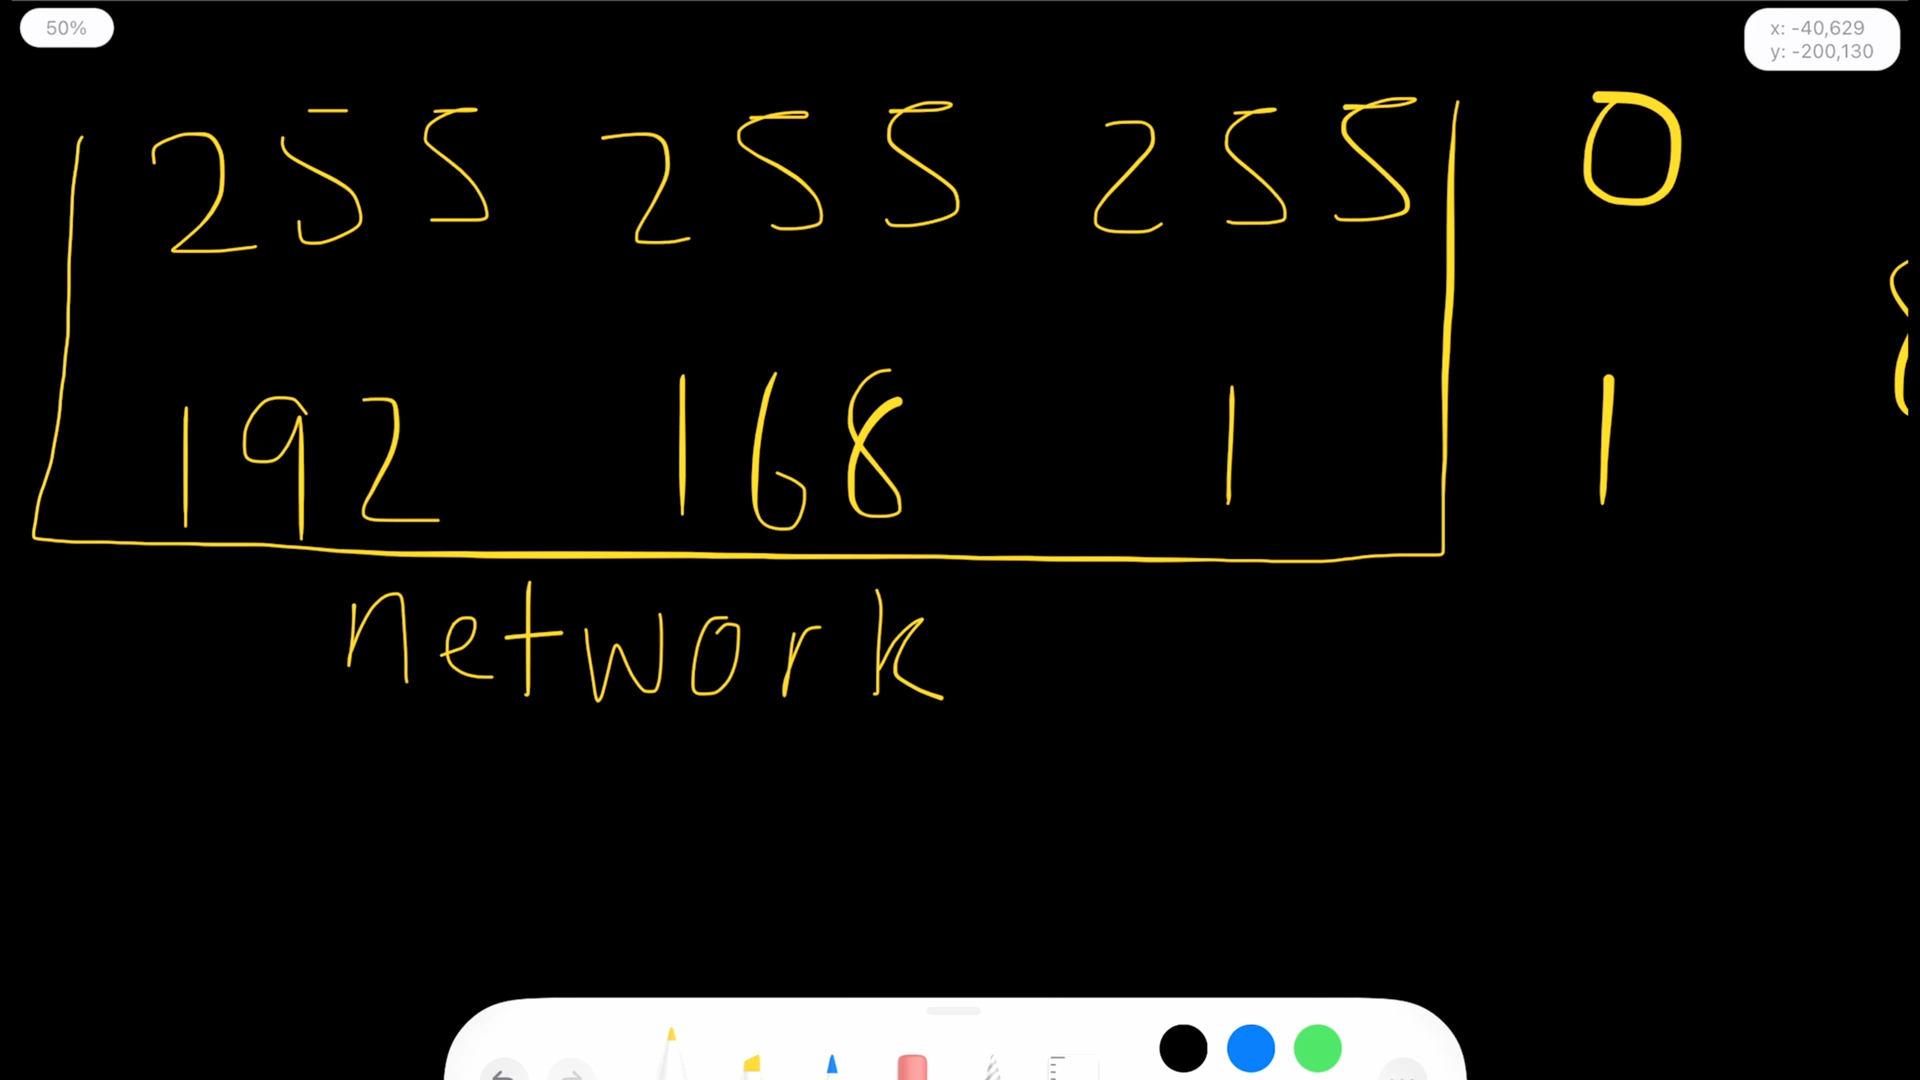 50%
x: -40,629
y: -200,130
255 255 255 0
192 168 1 1
network